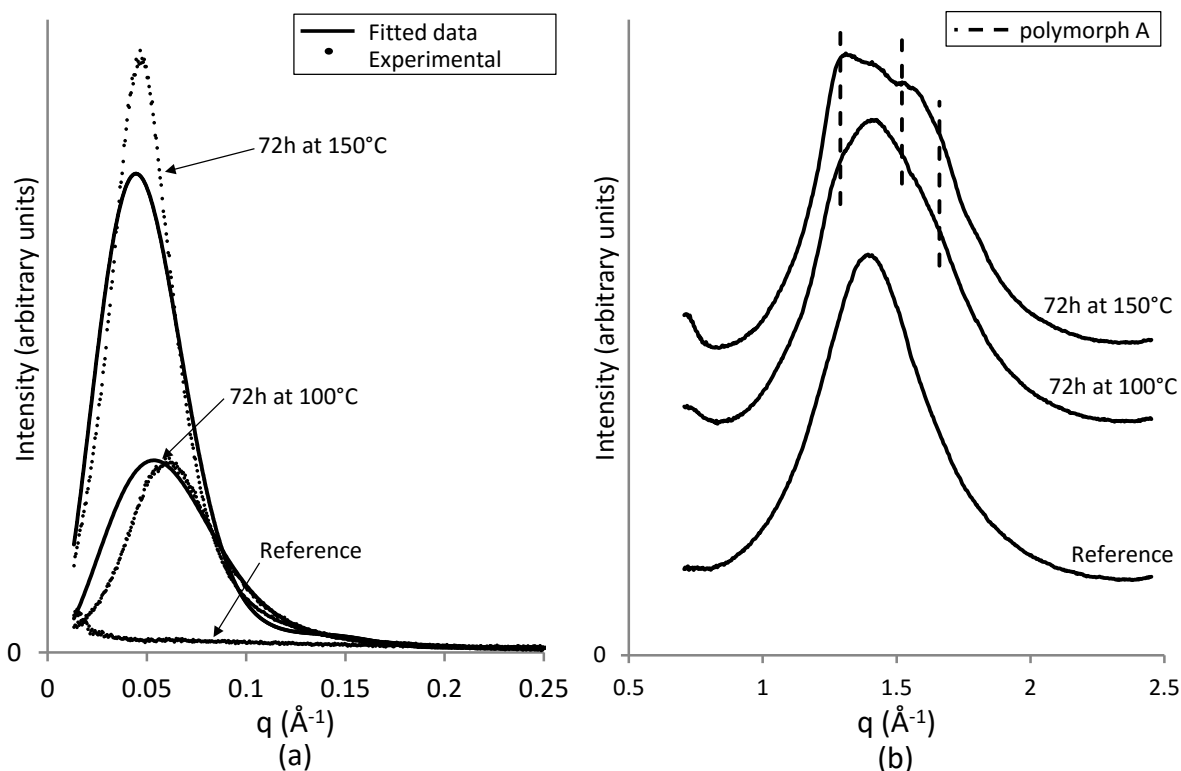 Fitted data
Experimental
72h at 150°C
72h at 100°C
Reference
Intensity (arbitrary units)
0
0 0.05 0.1 0.15 0.2 0.25
q (Å-1)
(a)
polymorph A
72h at 150°C
72h at 100°C
Reference
Intensity (arbitrary units)
0
0.5 1 1.5 2 2.5
q (Å-1)
(b)